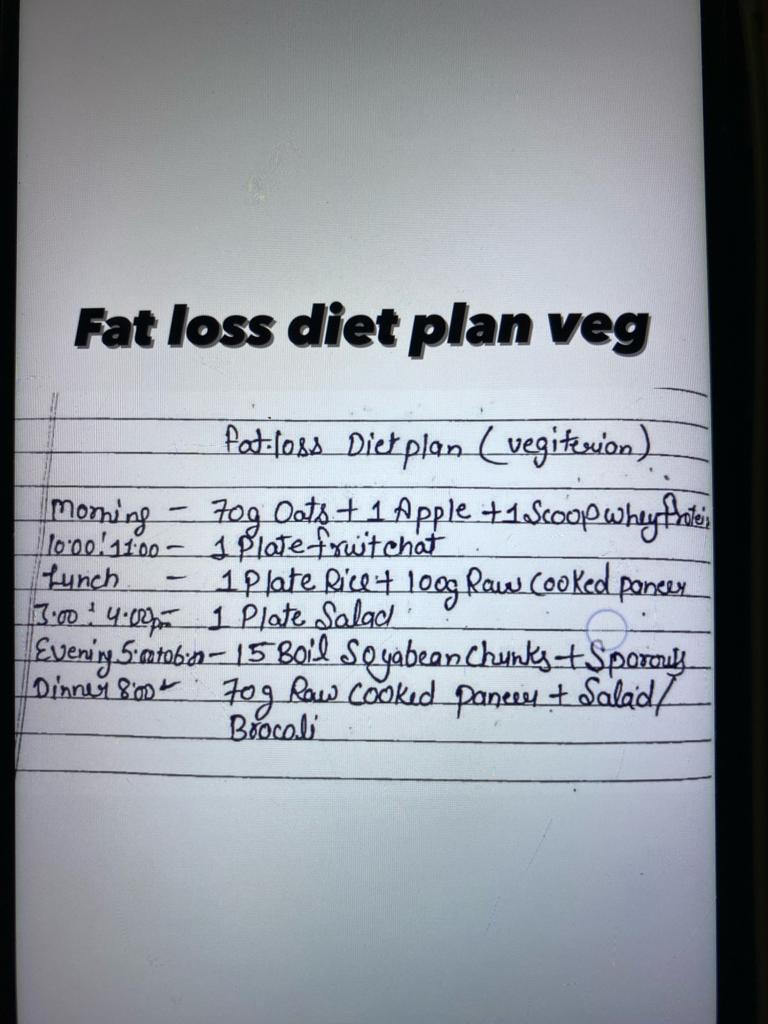 Fat loss diet plan veg
Fat-loss Diet plan (vegiterion)
Morning - 70g Oats + 1 Apple + 1 Scoop whey Protein
10:00: 11:00 - 1 Plate fruit chat
Lunch - 1 Plate Rice + 100g Raw Cooked paneer
3:00: 4:00pm - 1 Plate Salad
Evening 5:00 to 6:00 - 15 Boil Soyabean Chunks + Sporouts
Dinner 8:00 70g Raw Cooked paneer + Salad/
Brocoli